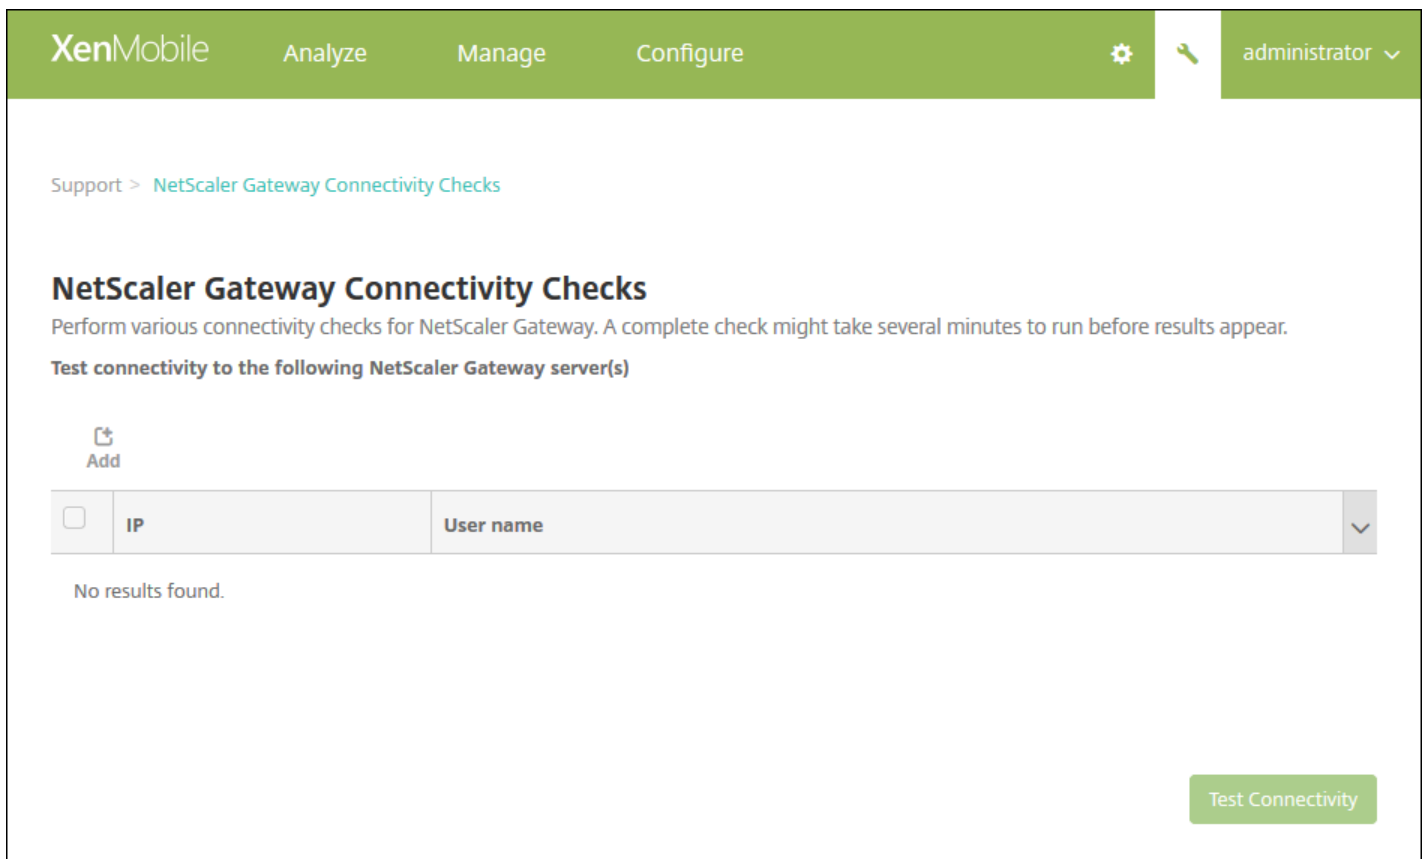 XenMobile Analyze Manage Configure administrator
Support > NetScaler Gateway Connectivity Checks
NetScaler Gateway Connectivity Checks
Perform various connectivity checks for NetScaler Gateway. A complete check might take several minutes to run before results appear.
Test connectivity to the following NetScaler Gateway server(s)
Add
IP User name
No results found.
Test Connectivity